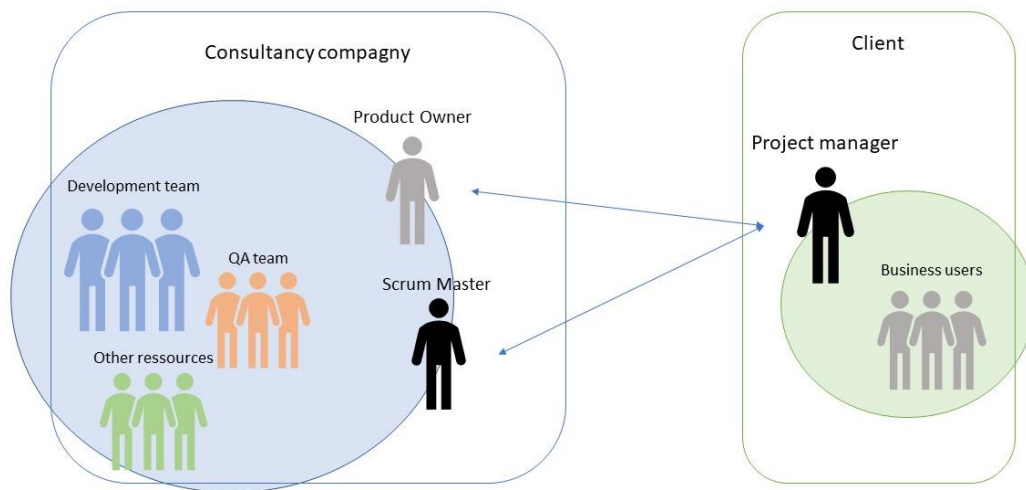 Consultancy compagny
Client
Product Owner
Project manager
Development team
QA team
Scrum Master
Business users
Other ressources